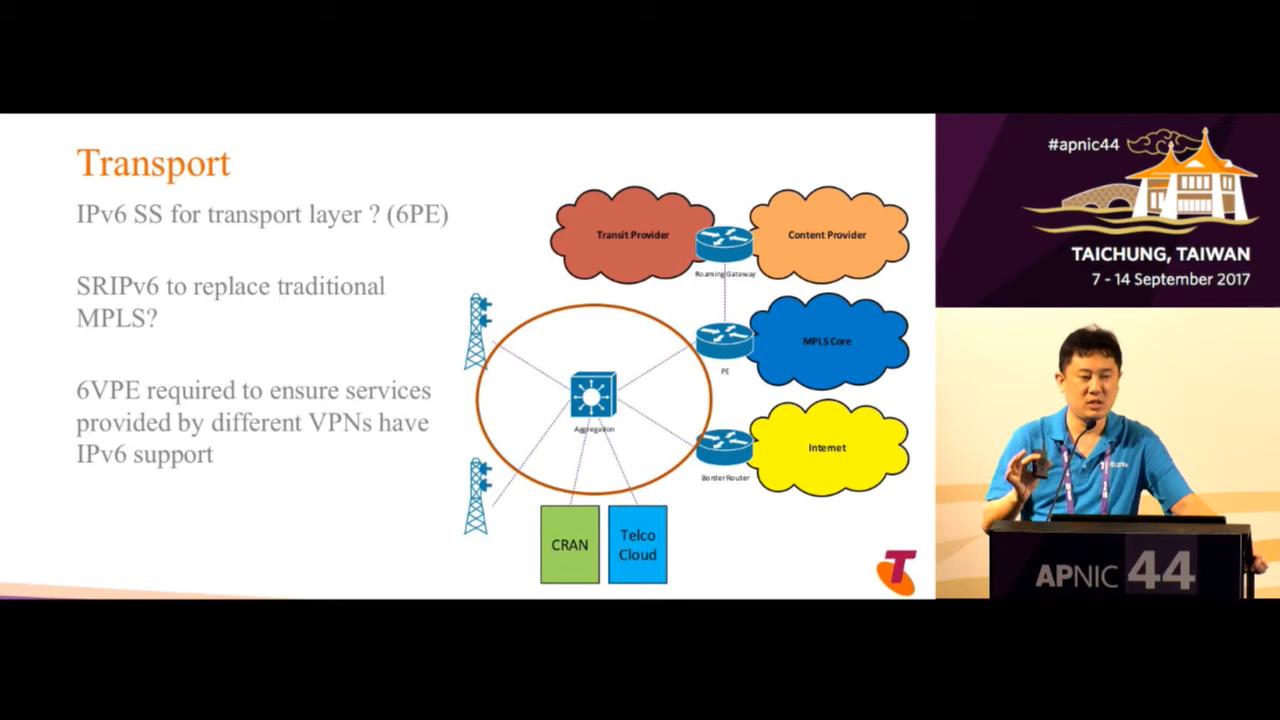 Transport
IPv6 SS for transport layer ? (6PE)
SRIPv6 to replace traditional
MPLS?
6VPE required to ensure services
provided by different VPNs have
IPv6 support
Transit Provider
Content Provider
Roaming Gateway
MPLS Core
PE
Aggregation
Internet
Border Router
CRAN
Telco
Cloud
T
#apnic44
TAICHUNG, TAIWAN
7 - 14 September 2017
APNIC 44